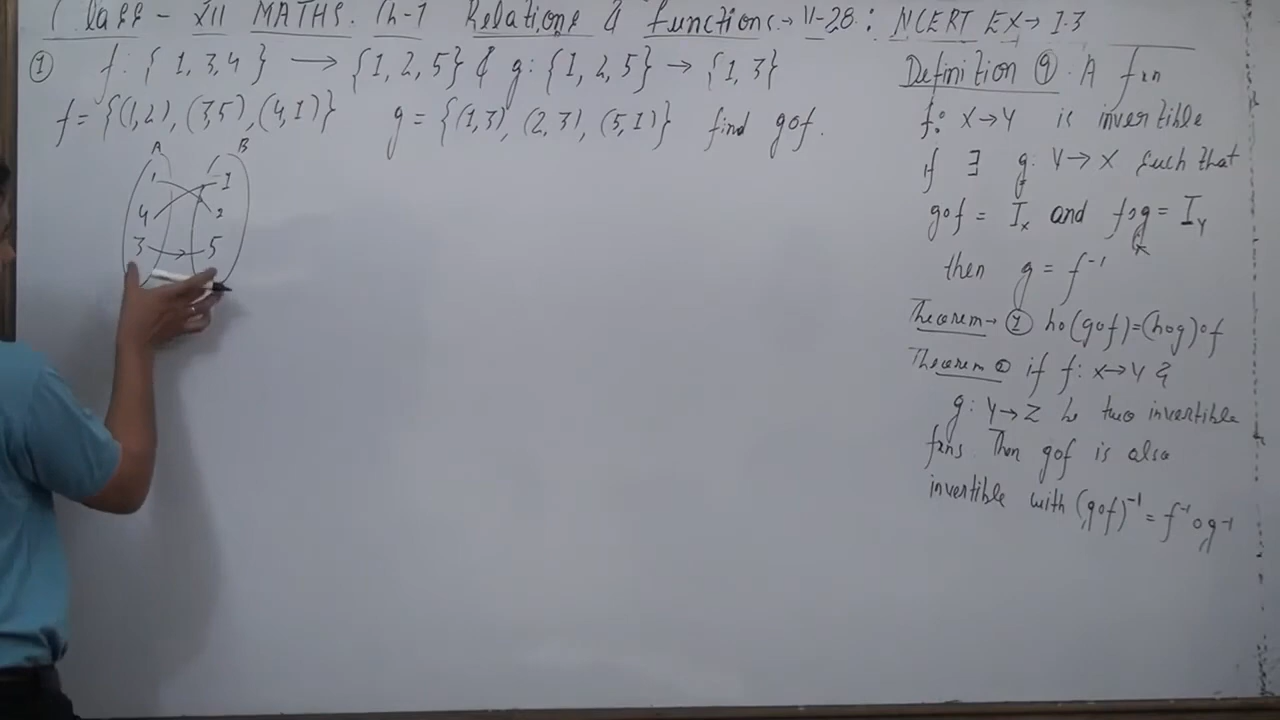 Class - XII MATHS. Ch-1 Relations & functions → V-28: NCERT EX → 1.3
① f: {1, 3, 4} → {1, 2, 5} & g: {1, 2, 5} → {1, 3}
f = {(1,2), (3,5), (4,1)} g = {(1,3), (2,3), (5,1)} find gof.
A B
1 1
4 2
3 5
Definition ⑨. A fxn
f: X→Y is invertible
if ∃ g: Y→X such that
gof = Iₓ and fog = I_Y
then g = f⁻¹
Theorem → ① ho(gof)=(hog)of
Theorem ② if f: X→Y &
g: Y→Z be two invertible
fxns. Then gof is also
invertible with (gof)⁻¹ = f⁻¹og⁻¹